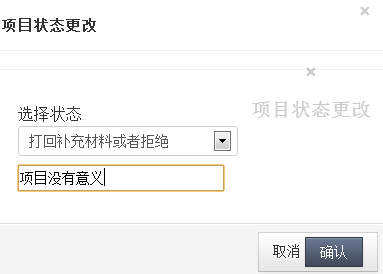 项目状态更改
项目状态更改
选择状态
打回补充材料或者拒绝
项目没有意义
取消 确认